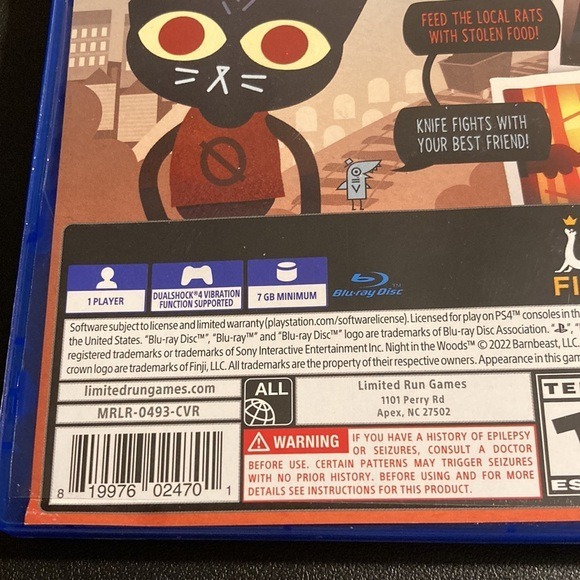 FEED THE LOCAL RATS
WITH STOLEN FOOD!
KNIFE FIGHTS WITH
YOUR BEST FRIEND!
1 PLAYER
DUALSHOCK®4 VIBRATION
FUNCTION SUPPORTED
7 GB MINIMUM
Blu-ray Disc™
FI
Software subject to license and limited warranty (playstation.com/softwarelicense). Licensed for play on PS4™ consoles in th
the United States. "Blu-ray Disc™", "Blu-ray™" and "Blu-ray Disc™" logo are trademarks of Blu-ray Disc Association.
registered trademarks or trademarks of Sony Interactive Entertainment Inc. Night in the Woods™ © 2022 Barnbeast, LLC.
crown logo are trademarks of Finji, LLC. All trademarks are the property of their respective owners. Appearance in this gam
limitedrungames.com
MRLR-0493-CVR
ALL
Limited Run Games
1101 Perry Rd
Apex, NC 27502
TE
T
ES
WARNING IF YOU HAVE A HISTORY OF EPILEPSY
OR SEIZURES, CONSULT A DOCTOR
BEFORE USE. CERTAIN PATTERNS MAY TRIGGER SEIZURES
WITH NO PRIOR HISTORY. BEFORE USING AND FOR MORE
DETAILS SEE INSTRUCTIONS FOR THIS PRODUCT.
8 19976 02470 1